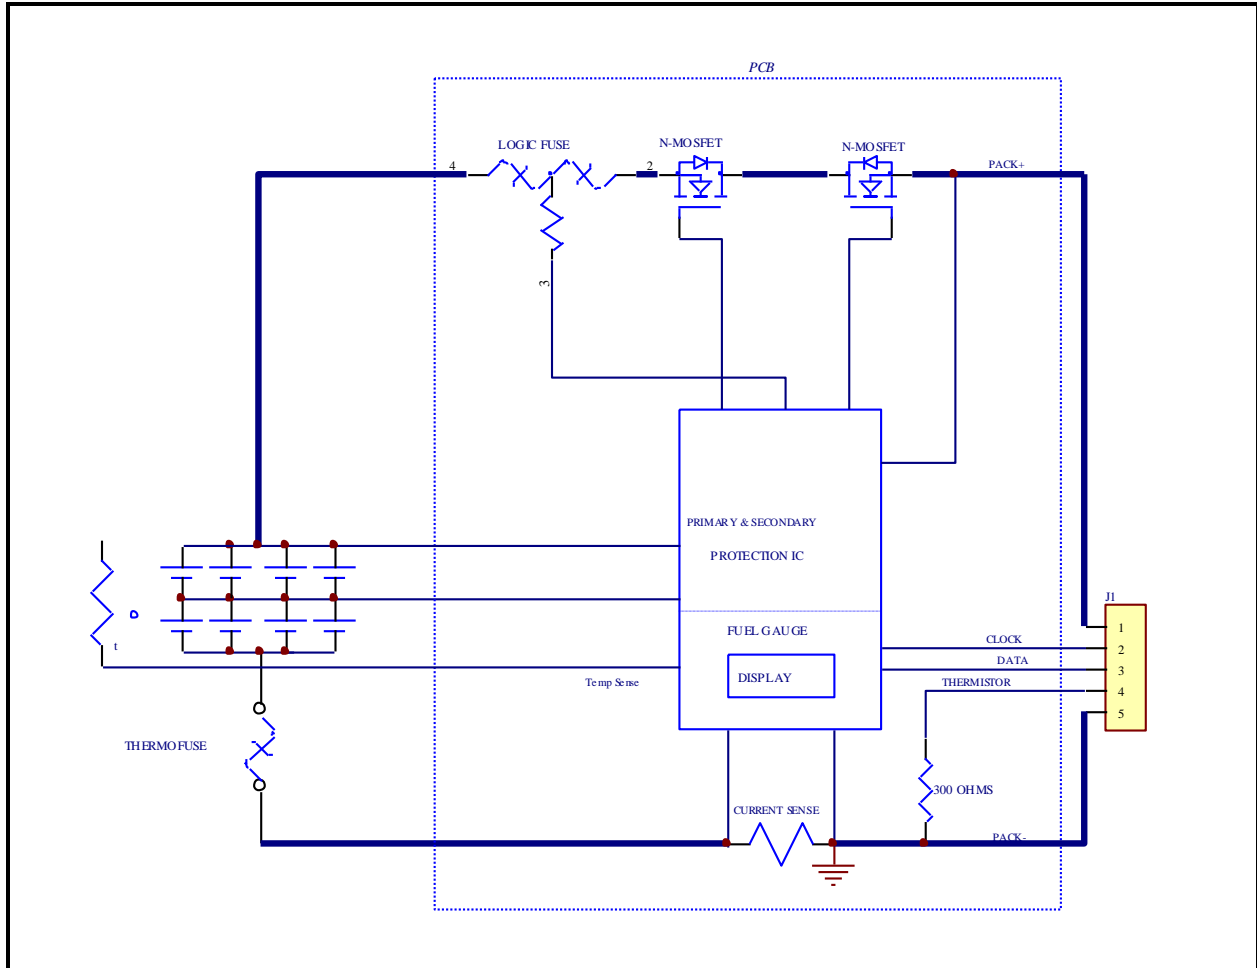 PCB
LOGIC FUSE
N-MOSFET
N-MOSFET
4
2
PACK+
3
PRIMARY & SECONDARY
PROTECTION IC
J1
t
FUEL GAUGE
1
CLOCK
2
DATA
3
DISPLAY
Temp Sense
THERMISTOR
4
5
THERMOFUSE
300 OHMS
CURRENT SENSE
PACK-